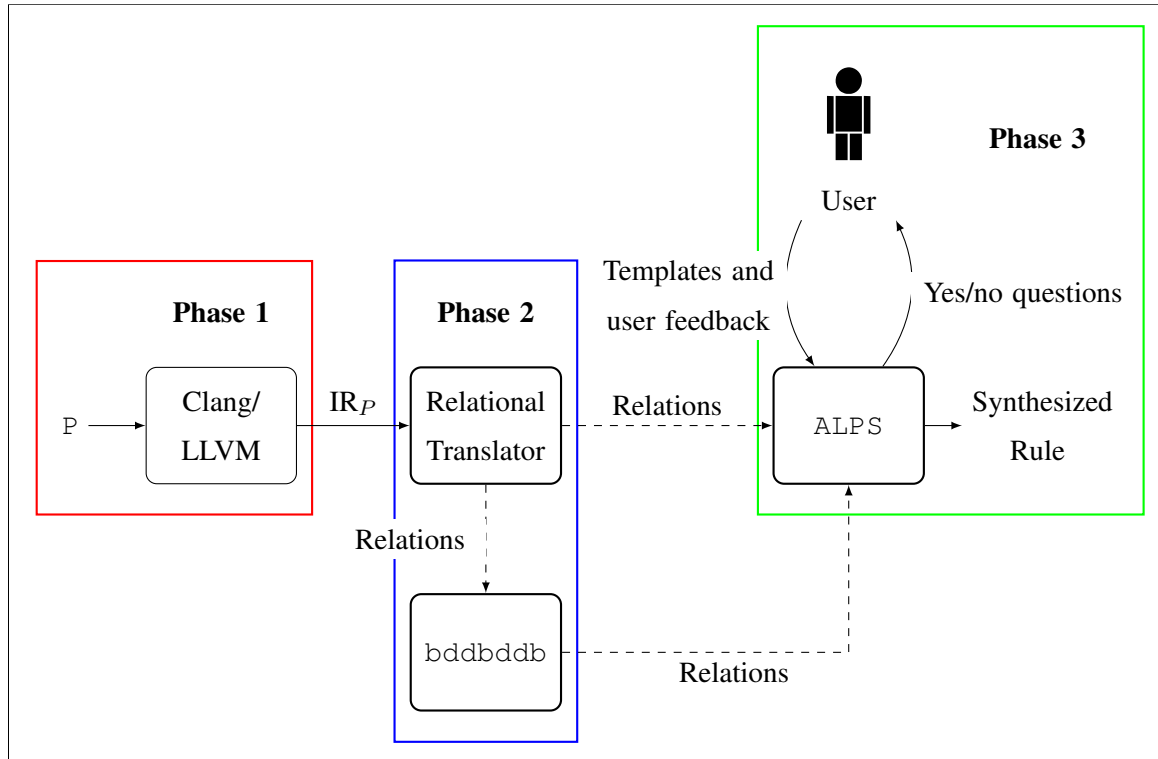 Phase 3
User
Templates and
user feedback
Yes/no questions
Phase 1
Phase 2
P
Clang/
LLVM
IR_P
Relational
Translator
Relations
ALPS
Synthesized
Rule
Relations
bddbddb
Relations